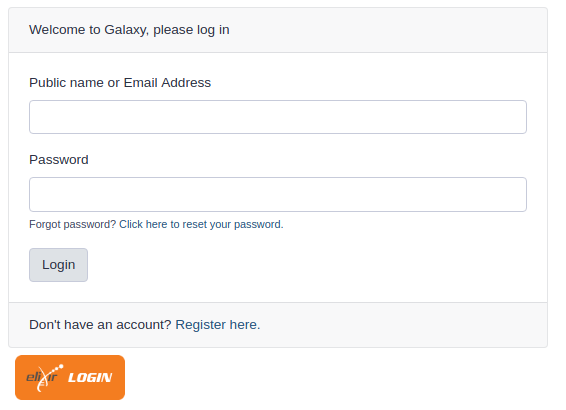 Welcome to Galaxy, please log in
Public name or Email Address
Password
Forgot password? Click here to reset your password.
Login
Don't have an account? Register here.
elixir LOGIN